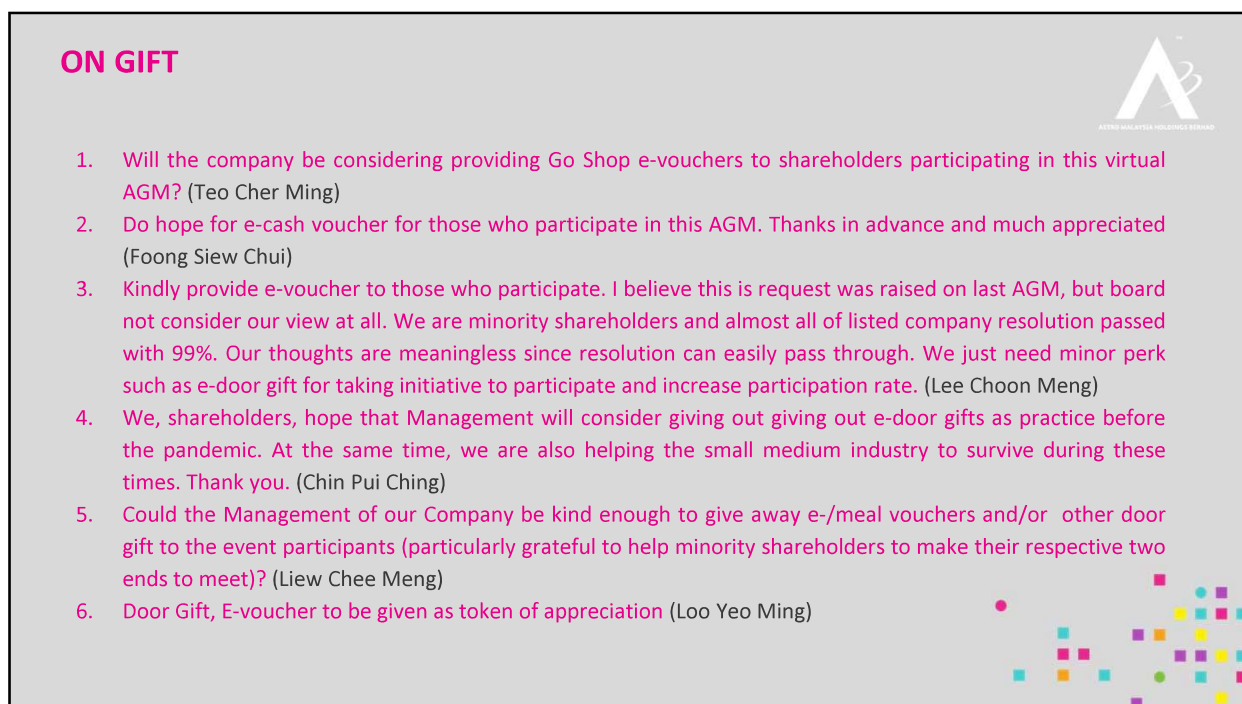 ON GIFT
ASTRO MALAYSIA HOLDINGS BERHAD
1. Will the company be considering providing Go Shop e-vouchers to shareholders participating in this virtual
AGM? (Teo Cher Ming)
2. Do hope for e-cash voucher for those who participate in this AGM. Thanks in advance and much appreciated
(Foong Siew Chui)
3. Kindly provide e-voucher to those who participate. I believe this is request was raised on last AGM, but board
not consider our view at all. We are minority shareholders and almost all of listed company resolution passed
with 99%. Our thoughts are meaningless since resolution can easily pass through. We just need minor perk
such as e-door gift for taking initiative to participate and increase participation rate. (Lee Choon Meng)
4. We, shareholders, hope that Management will consider giving out giving out e-door gifts as practice before
the pandemic. At the same time, we are also helping the small medium industry to survive during these
times. Thank you. (Chin Pui Ching)
5. Could the Management of our Company be kind enough to give away e-/meal vouchers and/or  other door
gift to the event participants (particularly grateful to help minority shareholders to make their respective two
ends to meet)? (Liew Chee Meng)
6. Door Gift, E-voucher to be given as token of appreciation (Loo Yeo Ming)